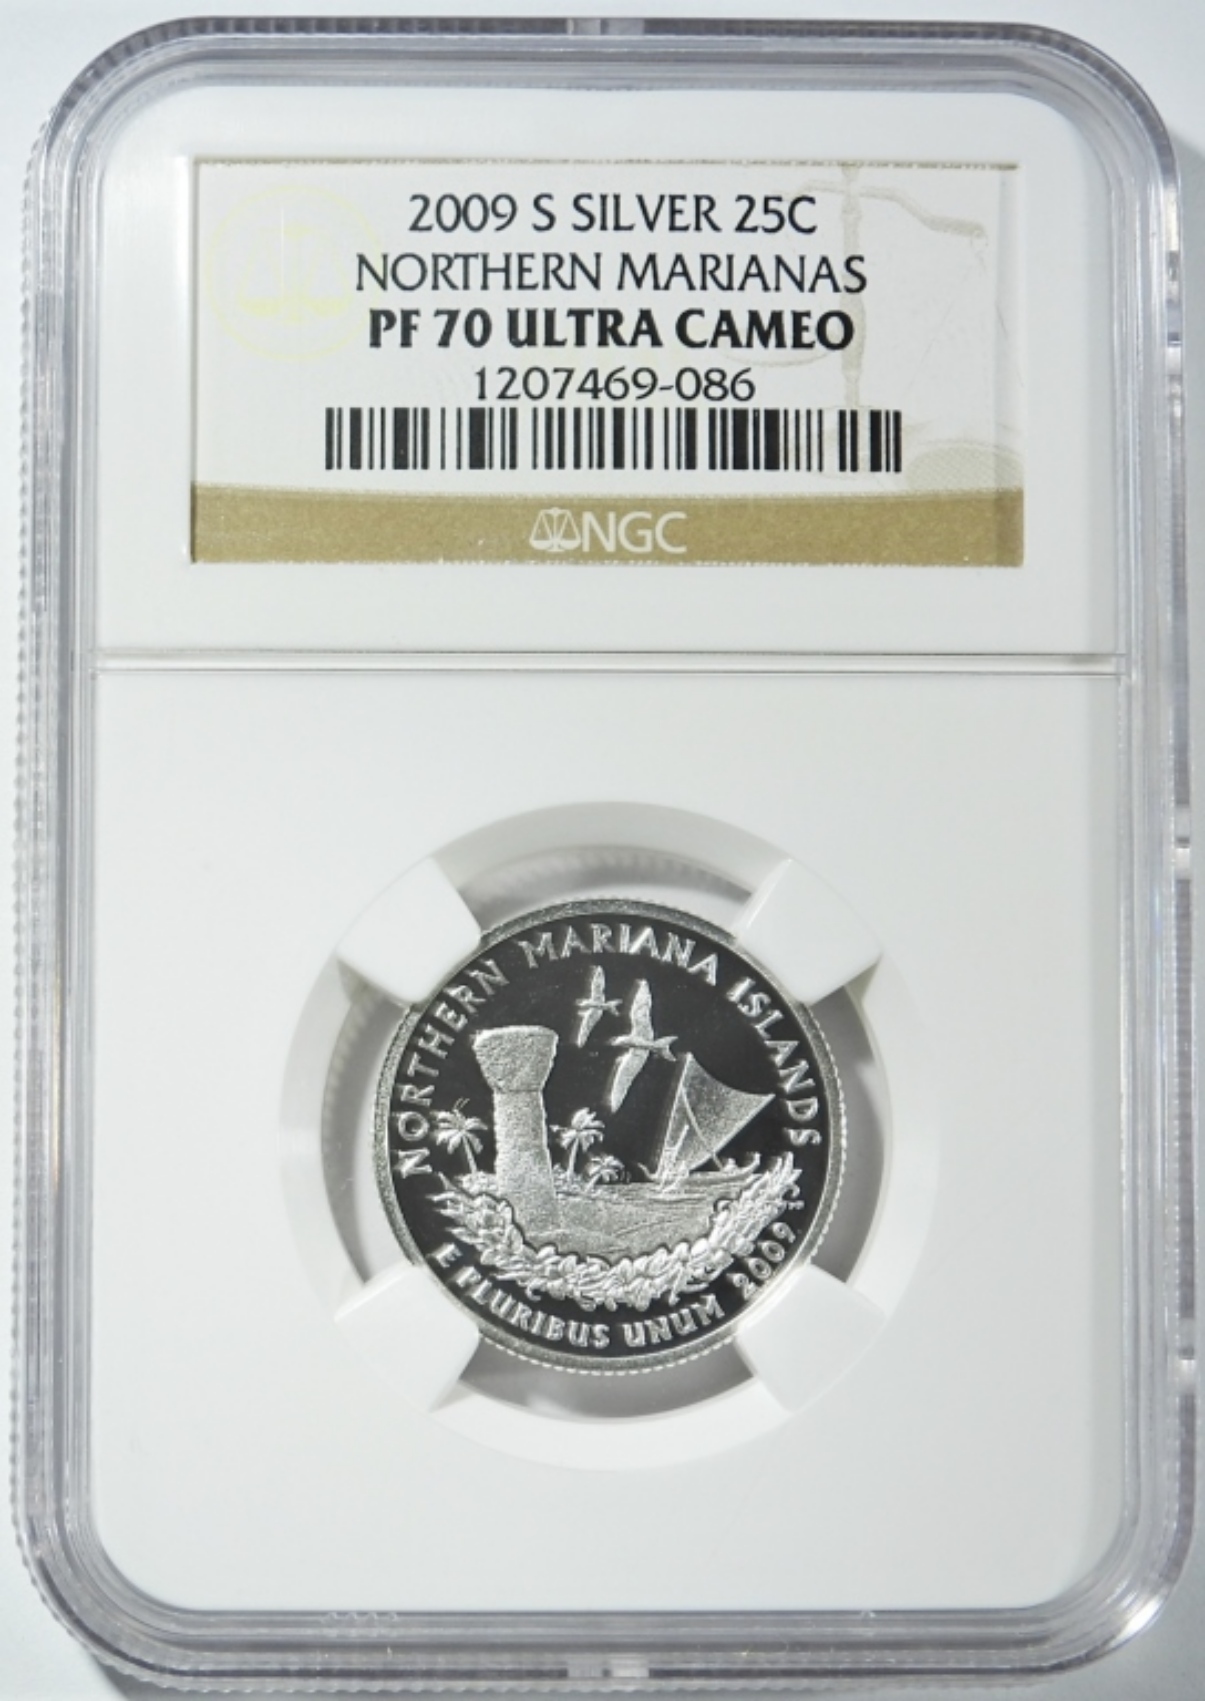 2009 S SILVER 25C
NORTHERN MARIANAS
PF 70 ULTRA CAMEO
1207469-086
NGC
NORTHERN MARIANA ISLANDS
E PLURIBUS UNUM 2009